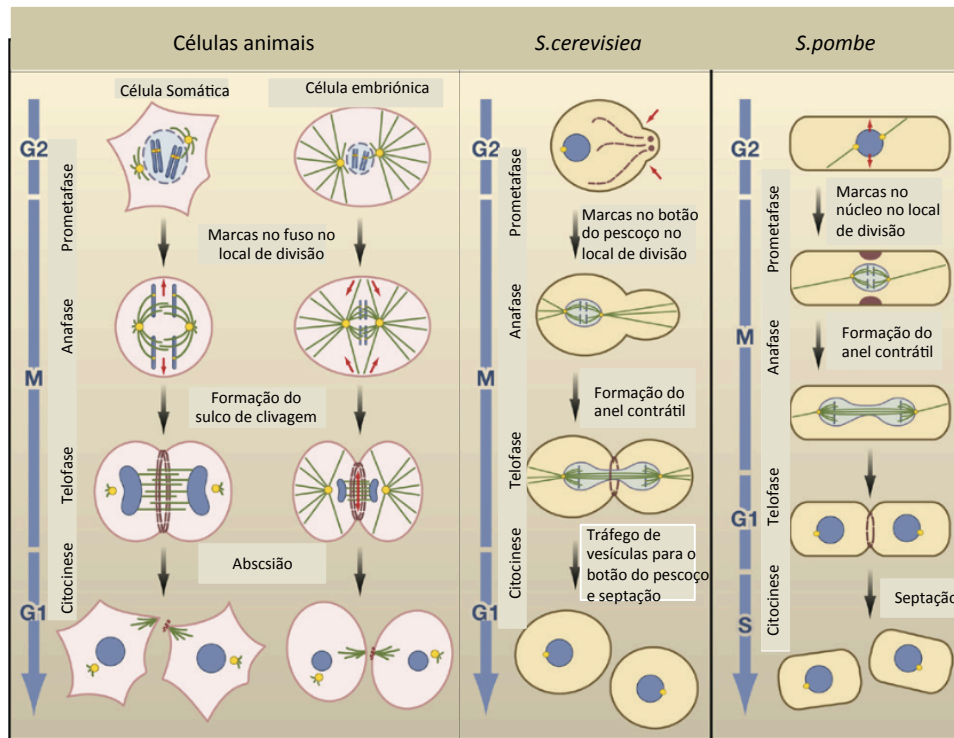 Células animais
S.cerevisiea
S.pombe
Célula Somática
Célula embriónica
G2
M
G1
Prometafase
Anafase
Telofase
Citocinese
Marcas no fuso no
local de divisão
Formação do
sulco de clivagem
Abscsião
G2
M
G1
Prometafase
Anafase
Telofase
Citocinese
Marcas no botão
do pescoço no
local de divisão
Formação do
anel contrátil
Tráfego de
vesículas para o
botão do pescoço
e septação
G2
M
G1
S
Prometafase
Anafase
Telofase
Citocinese
Marcas no
núcleo no local
de divisão
Formação do
anel contrátil
Septação